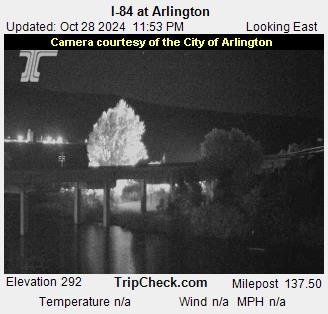 I-84 at Arlington
Updated: Oct 28 2024 11:53 PM Looking East
Camera courtesy of the City of Arlington
Elevation 292 TripCheck.com Milepost 137.50
Temperature n/a Wind n/a MPH n/a